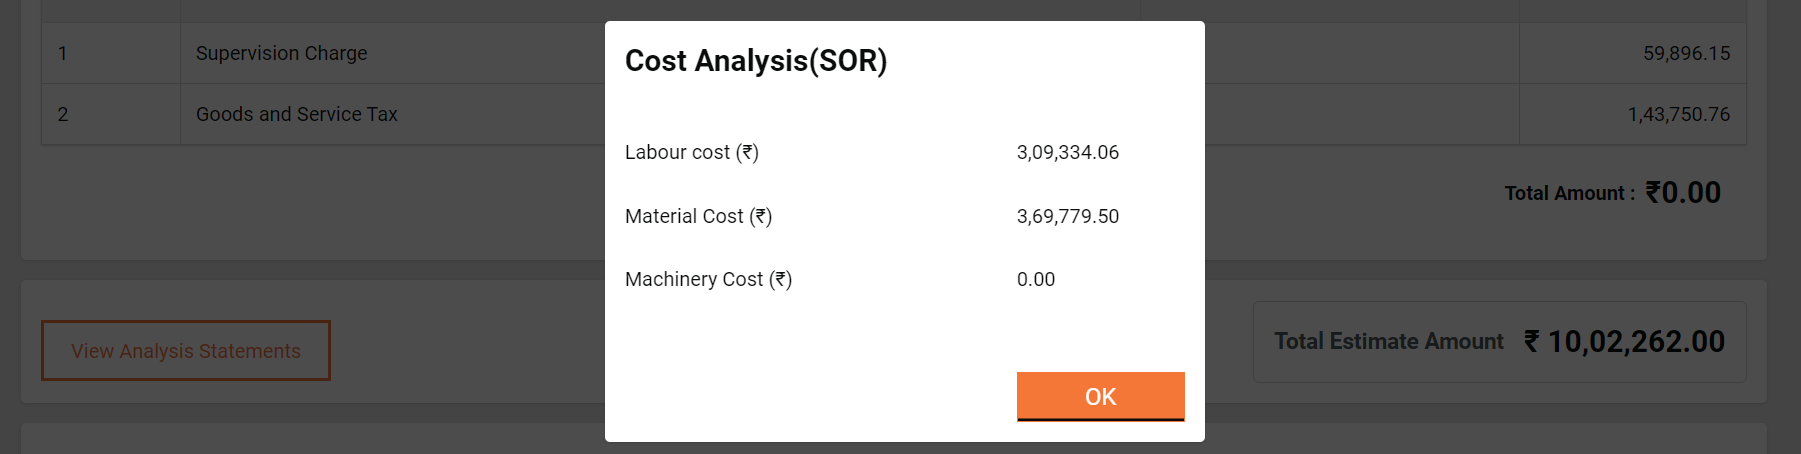 1 Supervision Charge 59,896.15
2 Goods and Service Tax 1,43,750.76
Total Amount : ₹0.00
View Analysis Statements
Total Estimate Amount ₹ 10,02,262.00
Cost Analysis(SOR)
Labour cost (₹) 3,09,334.06
Material Cost (₹) 3,69,779.50
Machinery Cost (₹) 0.00
OK